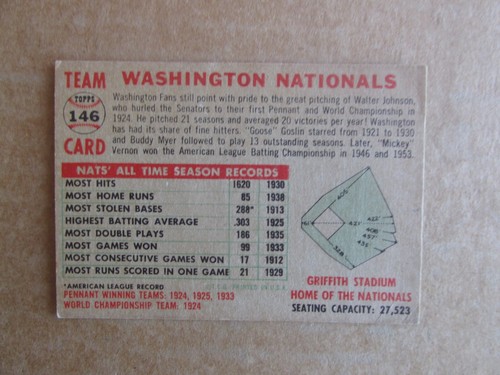 TEAM
TOPPS
146
CARD
WASHINGTON NATIONALS
Washington Fans still point with pride to the great pitching of Walter Johnson,
who hurled the Senators to their first Pennant and World Championship in
1924. He pitched 21 seasons and averaged 20 victories per year! Washington
has had its share of fine hitters. "Goose" Goslin starred from 1921 to 1930
and Buddy Myer followed to play 13 outstanding seasons. Later, "Mickey"
Vernon won the American League Batting Championship in 1946 and 1953.
NATS' ALL TIME SEASON RECORDS
MOST HITS 1620 1930
MOST HOME RUNS 85 1938
MOST STOLEN BASES 288* 1913
HIGHEST BATTING AVERAGE .303 1925
MOST DOUBLE PLAYS 186 1935
MOST GAMES WON 99 1933
MOST CONSECUTIVE GAMES WON 17 1912
MOST RUNS SCORED IN ONE GAME 21 1929
*AMERICAN LEAGUE RECORD
PENNANT WINNING TEAMS: 1924, 1925, 1933
WORLD CHAMPIONSHIP TEAM: 1924
PRINTED IN U.S.A.
405
427
328
GRIFFITH STADIUM
HOME OF THE NATIONALS
SEATING CAPACITY: 27,523